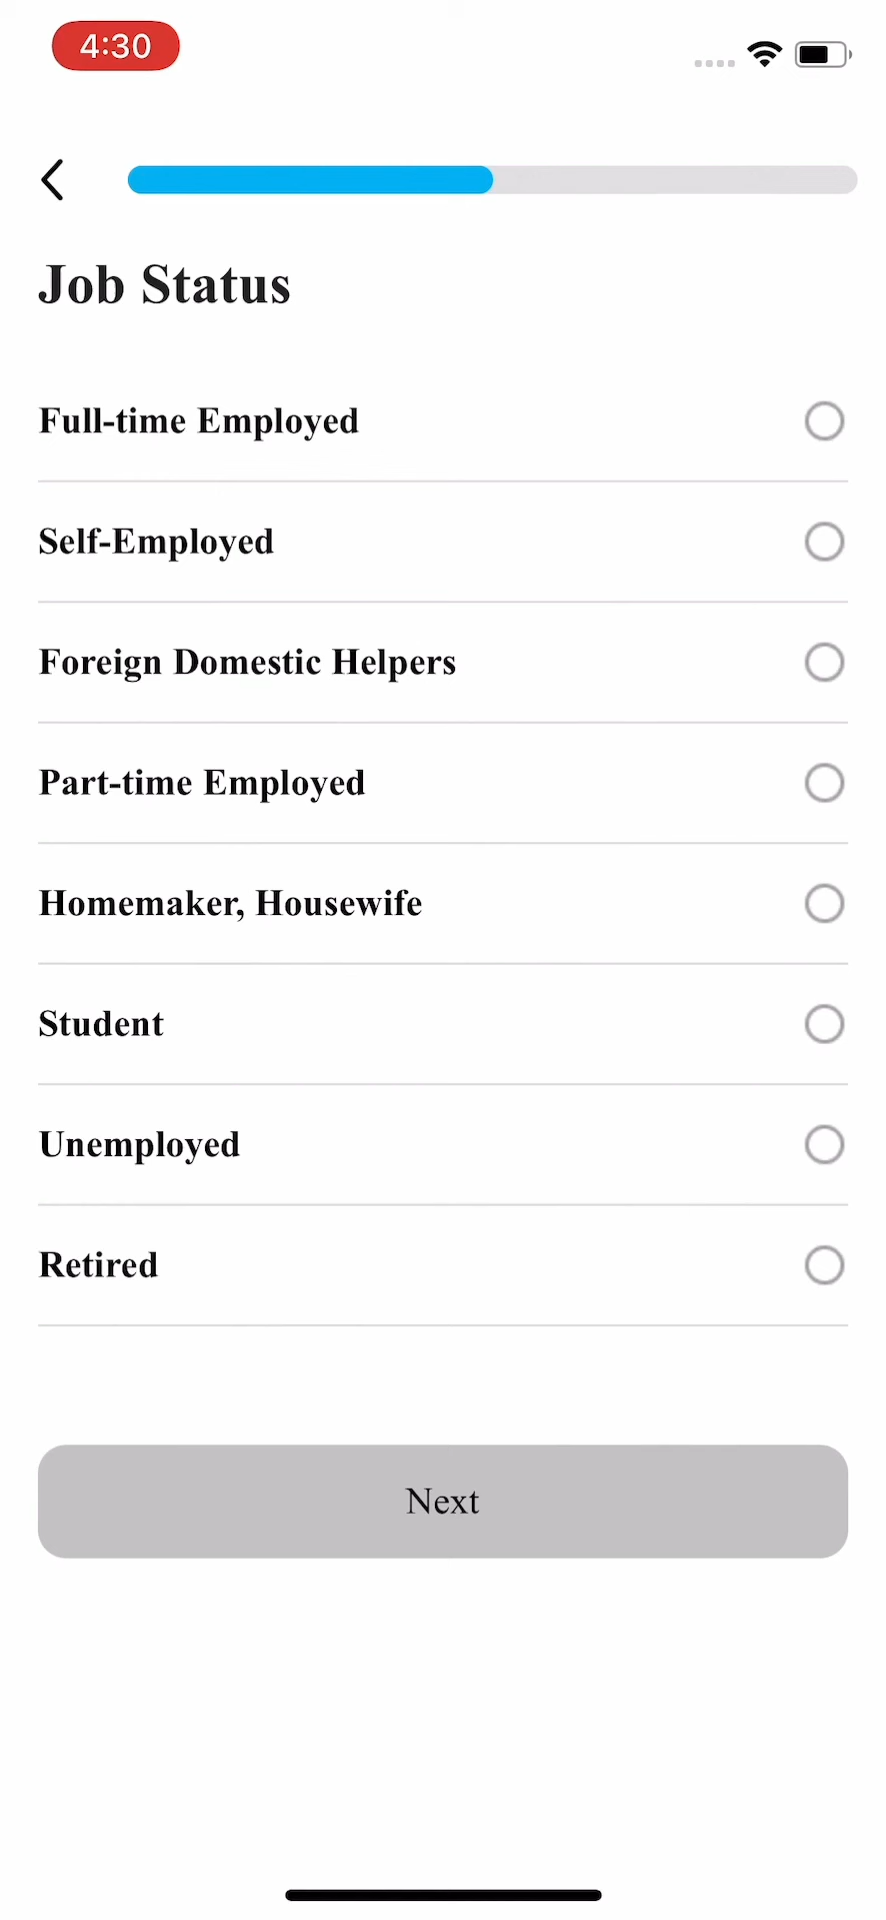 4:30
Job Status
Full-time Employed
Self-Employed
Foreign Domestic Helpers
Part-time Employed
Homemaker, Housewife
Student
Unemployed
Retired
Next